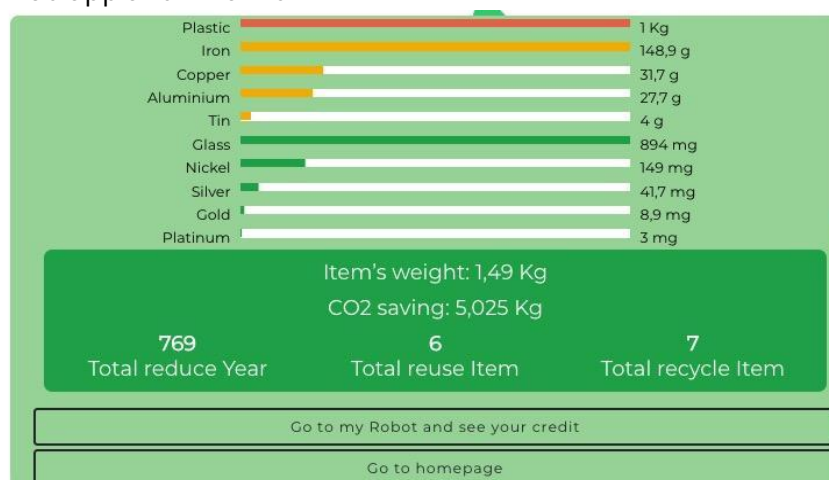 Plastic 1 Kg
Iron 148,9 g
Copper 31,7 g
Aluminium 27,7 g
Tin 4 g
Glass 894 mg
Nickel 149 mg
Silver 41,7 mg
Gold 8,9 mg
Platinum 3 mg
Item's weight: 1,49 Kg
CO2 saving: 5,025 Kg
769 6 7
Total reduce Year Total reuse Item Total recycle Item
Go to my Robot and see your credit
Go to homepage